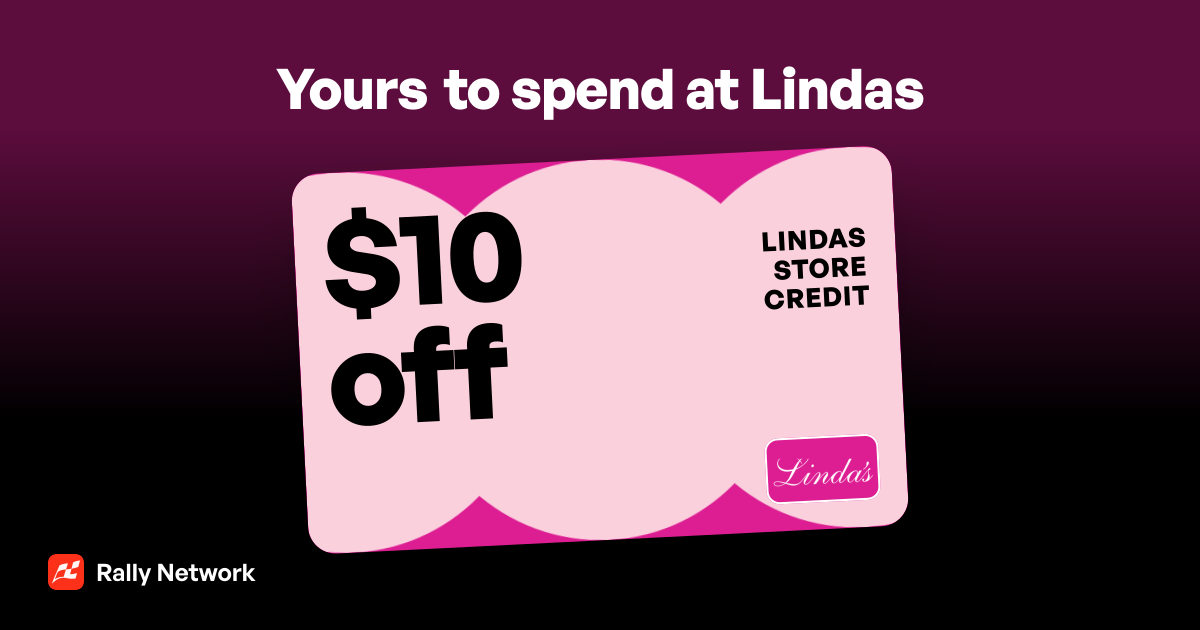 Yours to spend at Lindas
$10
off
LINDAS
STORE
CREDIT
Linda's
Rally Network